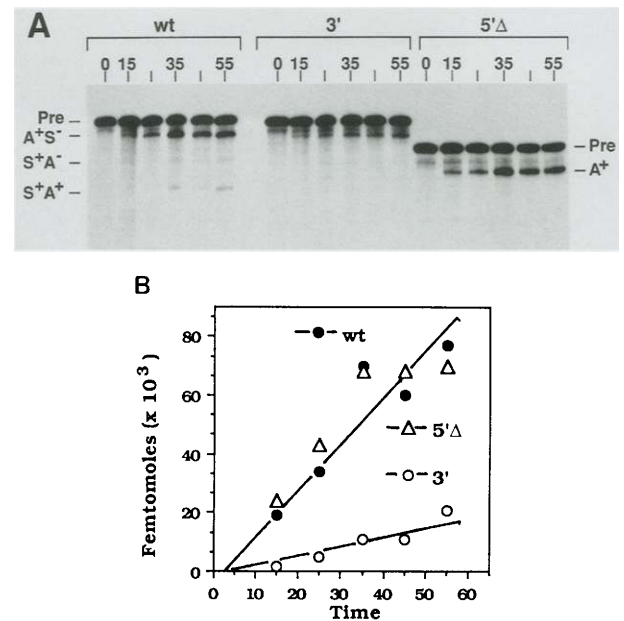 A
wt 3' 5'Δ
0 15 35 55 0 15 35 55 0 15 35 55
Pre
A+S-
S+A-
S+A+
Pre
A+
B
Femtomoles (x 10³)
80
60
40
20
0
wt
5'Δ
3'
0 10 20 30 40 50 60
Time